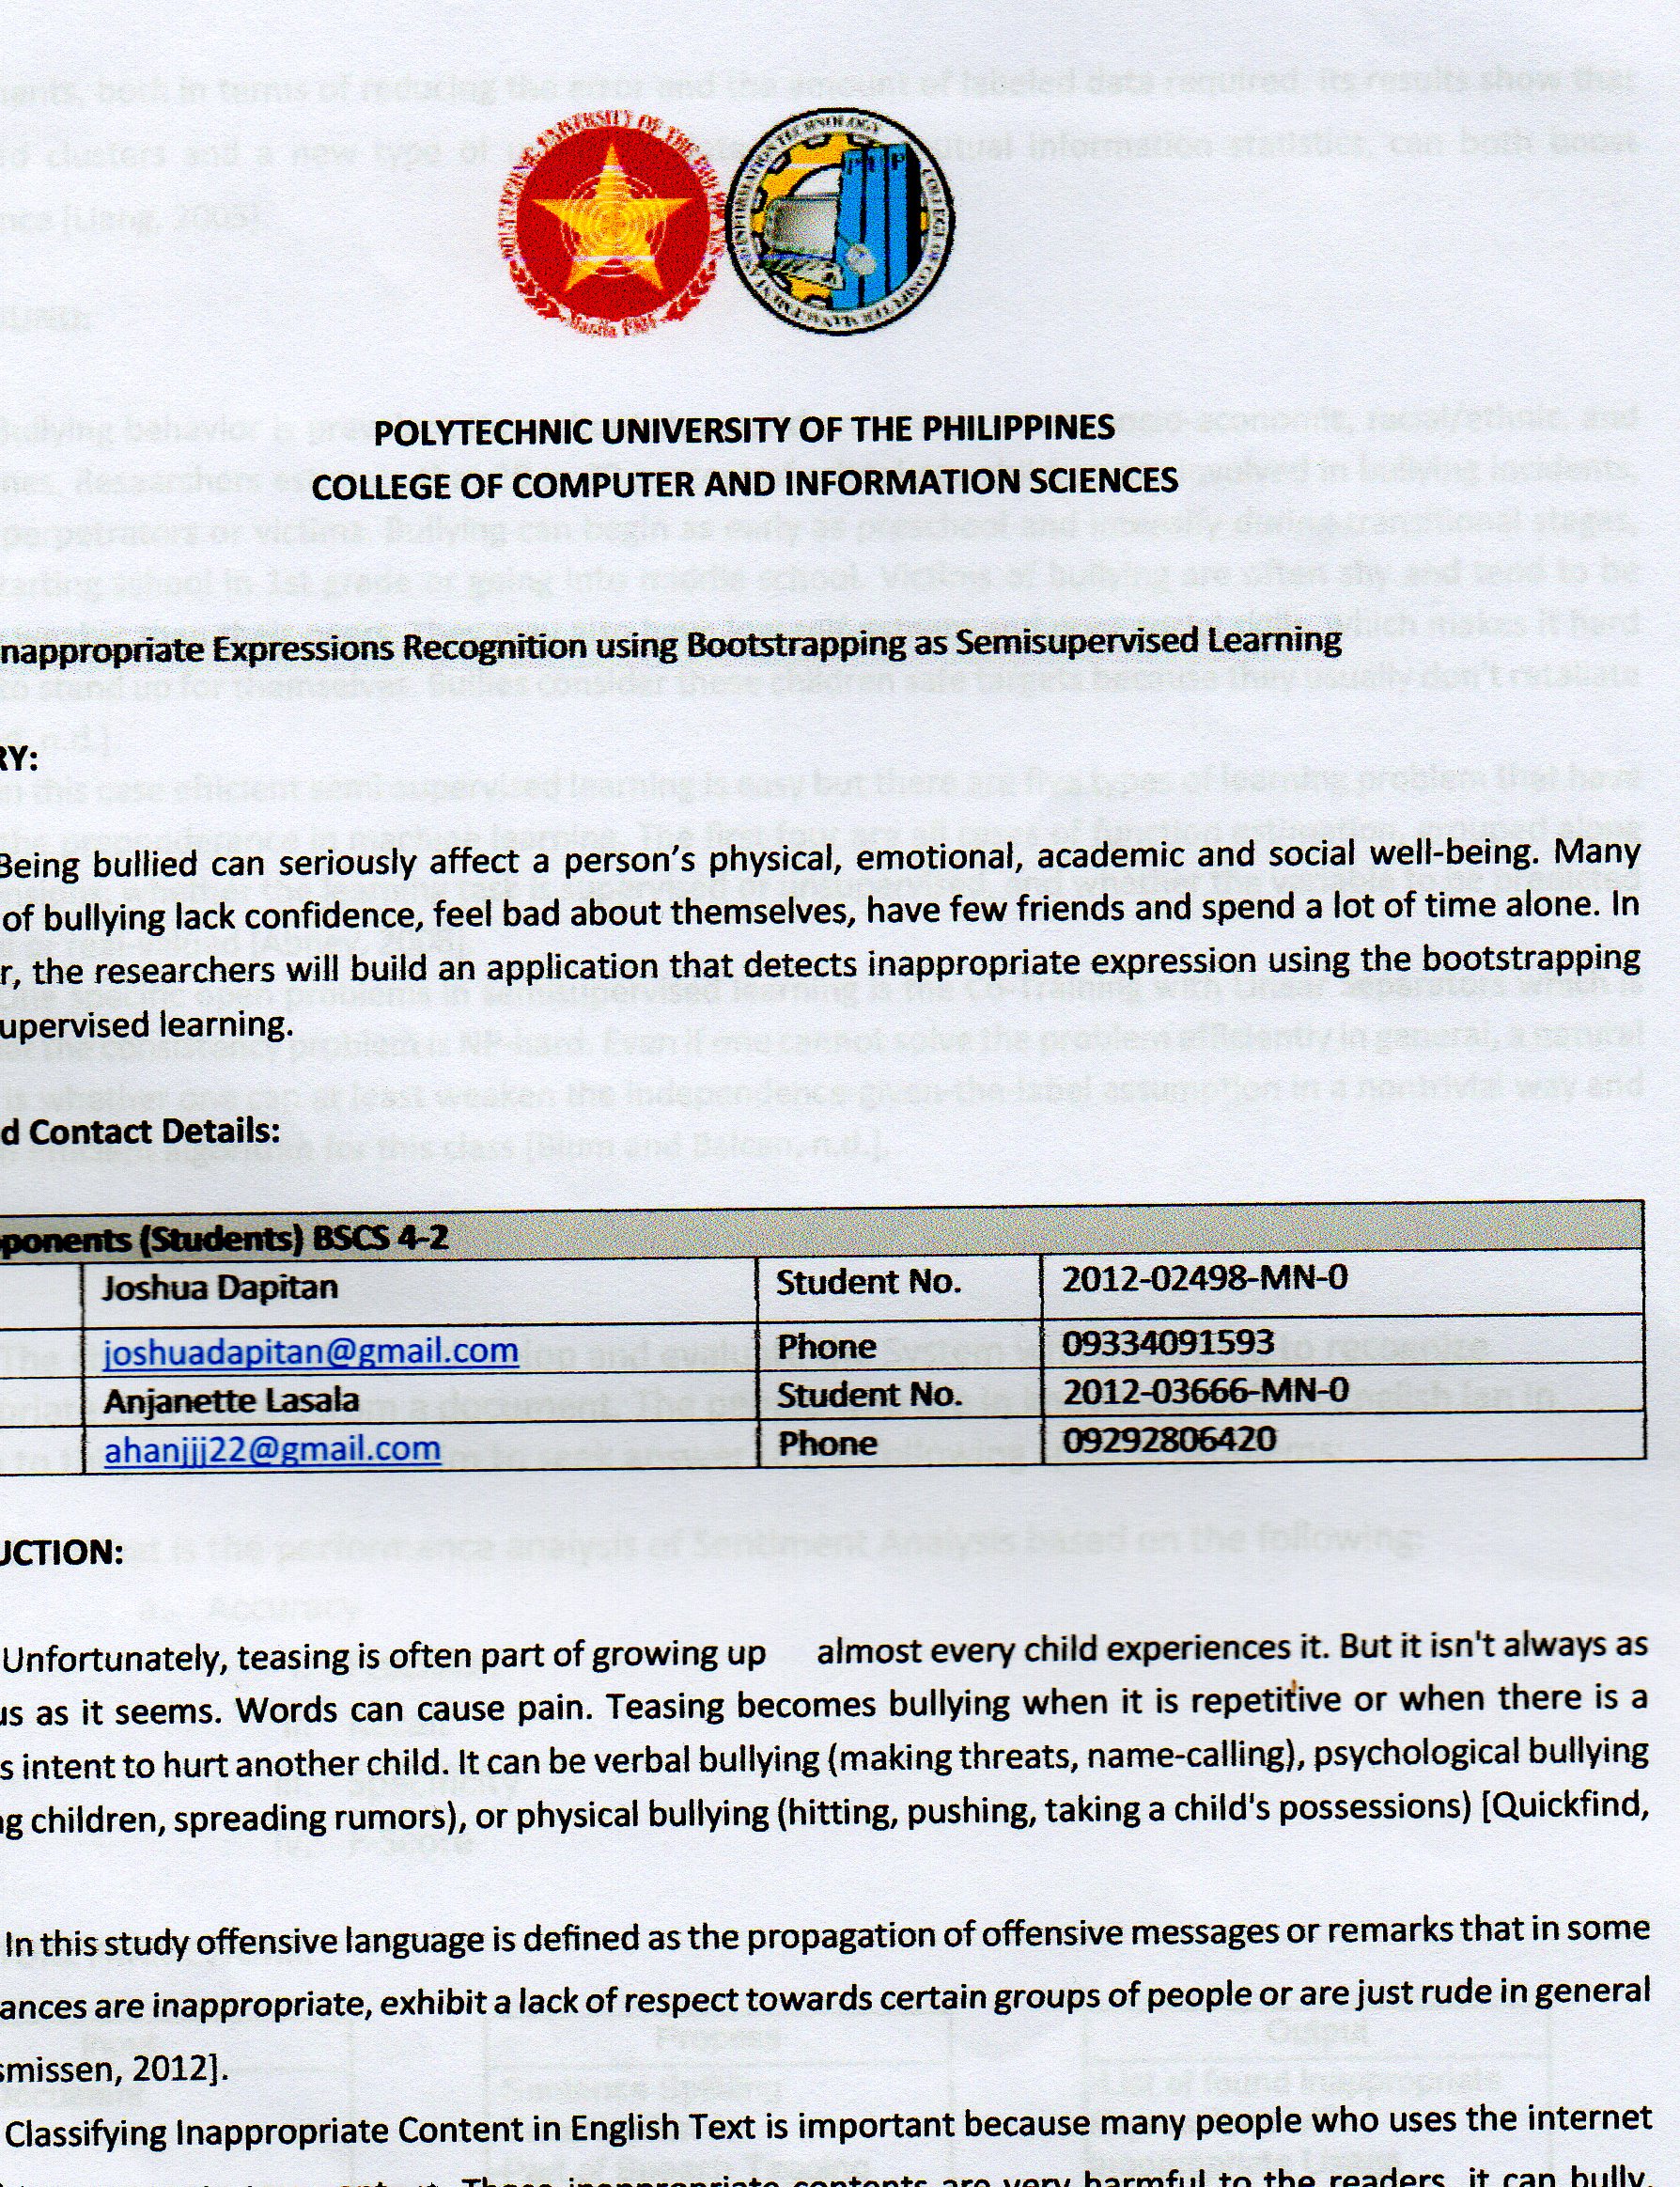 POLYTECHNIC UNIVERSITY OF THE PHILIPPINES
COLLEGE OF COMPUTER AND INFORMATION SCIENCES
nappropriate Expressions Recognition using Bootstrapping as Semisupervised Learning
RY:
Being bullied can seriously affect a person's physical, emotional, academic and social well-being. Many
of bullying lack confidence, feel bad about themselves, have few friends and spend a lot of time alone. In
r, the researchers will build an application that detects inappropriate expression using the bootstrapping
upervised learning.
d Contact Details:
ponents (Students) BSCS 4-2
Joshua Dapitan Student No. 2012-02498-MN-0
joshuadapitan@gmail.com Phone 09334091593
Anjanette Lasala Student No. 2012-03666-MN-0
ahanjjj22@gmail.com Phone 09292806420
UCTION:
Unfortunately, teasing is often part of growing up almost every child experiences it. But it isn't always as
us as it seems. Words can cause pain. Teasing becomes bullying when it is repetitive or when there is a
s intent to hurt another child. It can be verbal bullying (making threats, name-calling), psychological bullying
ng children, spreading rumors), or physical bullying (hitting, pushing, taking a child's possessions) [Quickfind,
In this study offensive language is defined as the propagation of offensive messages or remarks that in some
ances are inappropriate, exhibit a lack of respect towards certain groups of people or are just rude in general
smissen, 2012].
Classifying Inappropriate Content in English Text is important because many people who uses the internet
These inappropriate contents are very harmful to the readers, it can bully,